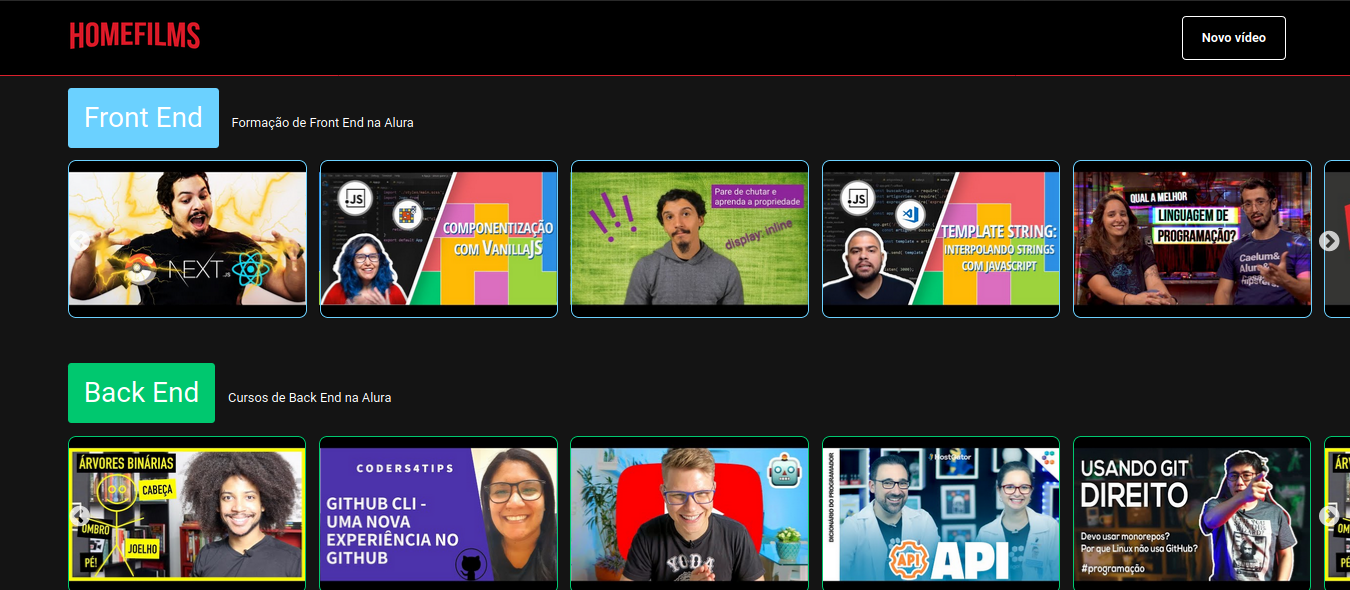 HOMEFILMS
Novo vídeo
Front End
Formação de Front End na Alura
NEXT.JS
.JS
COMPONENTIZAÇÃO
COM VANILLAJS
Pare de chutar e
aprenda a propriedade
display: inline
.JS
TEMPLATE STRING:
INTERPOLANDO STRINGS
COM JAVASCRIPT
QUAL A MELHOR
LINGUAGEM DE
PROGRAMAÇÃO?
Caelum&
Back End
Cursos de Back End na Alura
ÁRVORES BINÁRIAS
CABEÇA
OMBRO
JOELHO
PÉ!
CODERS4TIPS
GITHUB CLI -
UMA NOVA
EXPERIÊNCIA NO
GITHUB
YODA
DICIONÁRIO DO PROGRAMADOR
HostGator
API
API
USANDO GIT
DIREITO
Devo usar monorepos?
Por que Linux não usa GitHub?
#programação